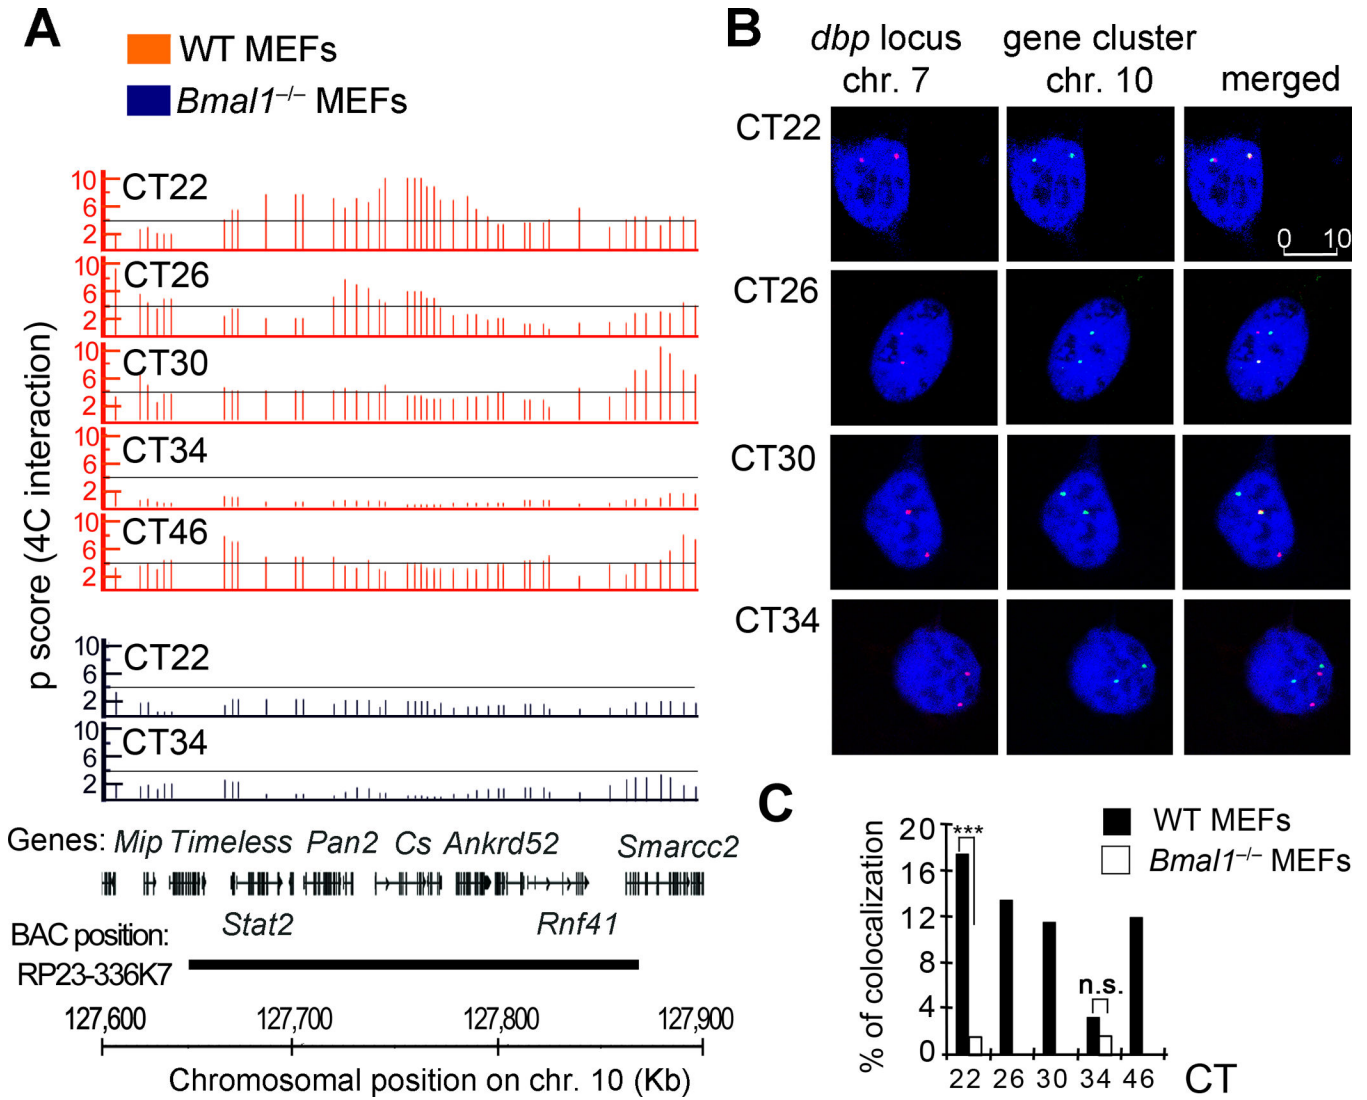 A
WT MEFs
Bmal1–/– MEFs
p score (4C interaction)
10
6
2
CT22
10
6
2
CT26
10
6
2
CT30
10
6
2
CT34
10
6
2
CT46
10
6
2
CT22
10
6
2
CT34
Genes: Mip Timeless Pan2 Cs Ankrd52 Smarcc2
Stat2 Rnf41
BAC position:
RP23-336K7
127,600 127,700 127,800 127,900
Chromosomal position on chr. 10 (Kb)
B
dbp locus gene cluster
chr. 7 chr. 10 merged
CT22
0 10
CT26
CT30
CT34
C
WT MEFs
Bmal1–/– MEFs
% of colocalization
20
16
12
8
4
0
***
n.s.
22 26 30 34 46 CT